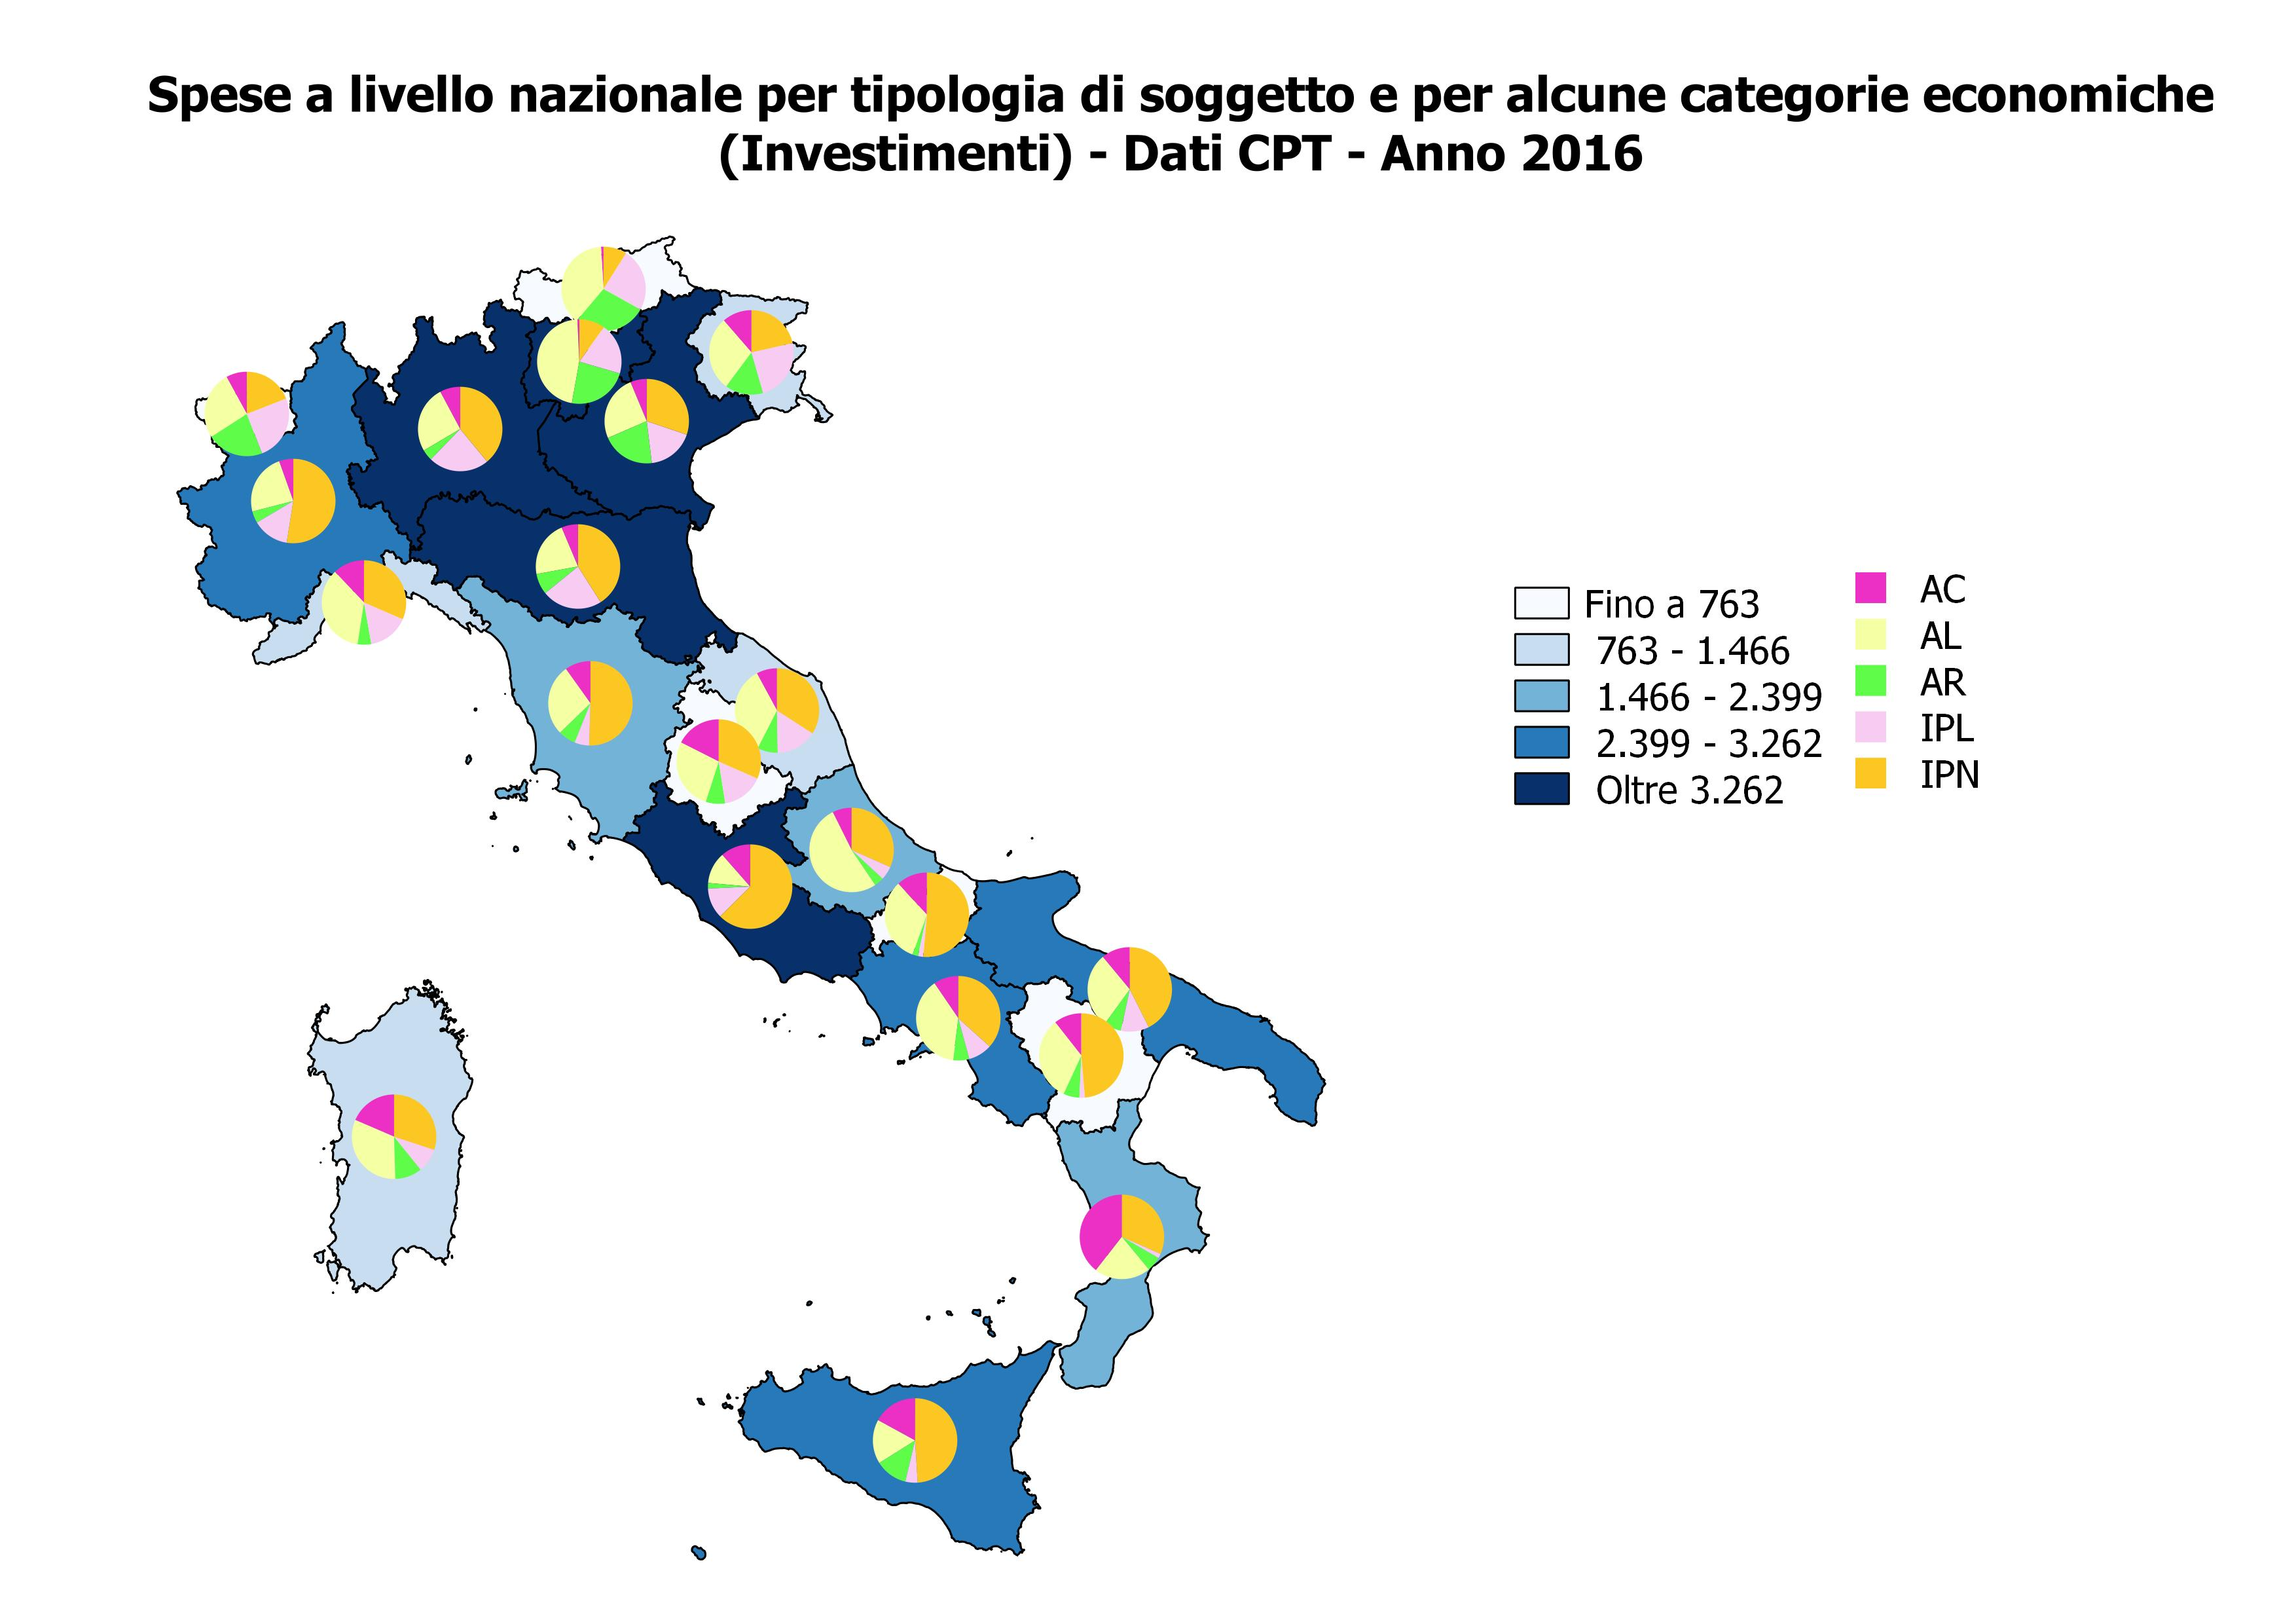 Spese a livello nazionale per tipologia di soggetto e per alcune categorie economiche
(Investimenti) - Dati CPT - Anno 2016
Fino a 763
763 - 1.466
1.466 - 2.399
2.399 - 3.262
Oltre 3.262
AC
AL
AR
IPL
IPN